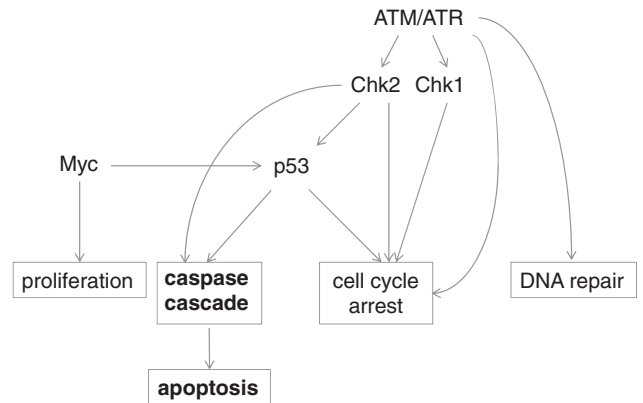 ATM/ATR
Chk2 Chk1
Myc
p53
proliferation
caspase
cascade
cell cycle
arrest
DNA repair
apoptosis